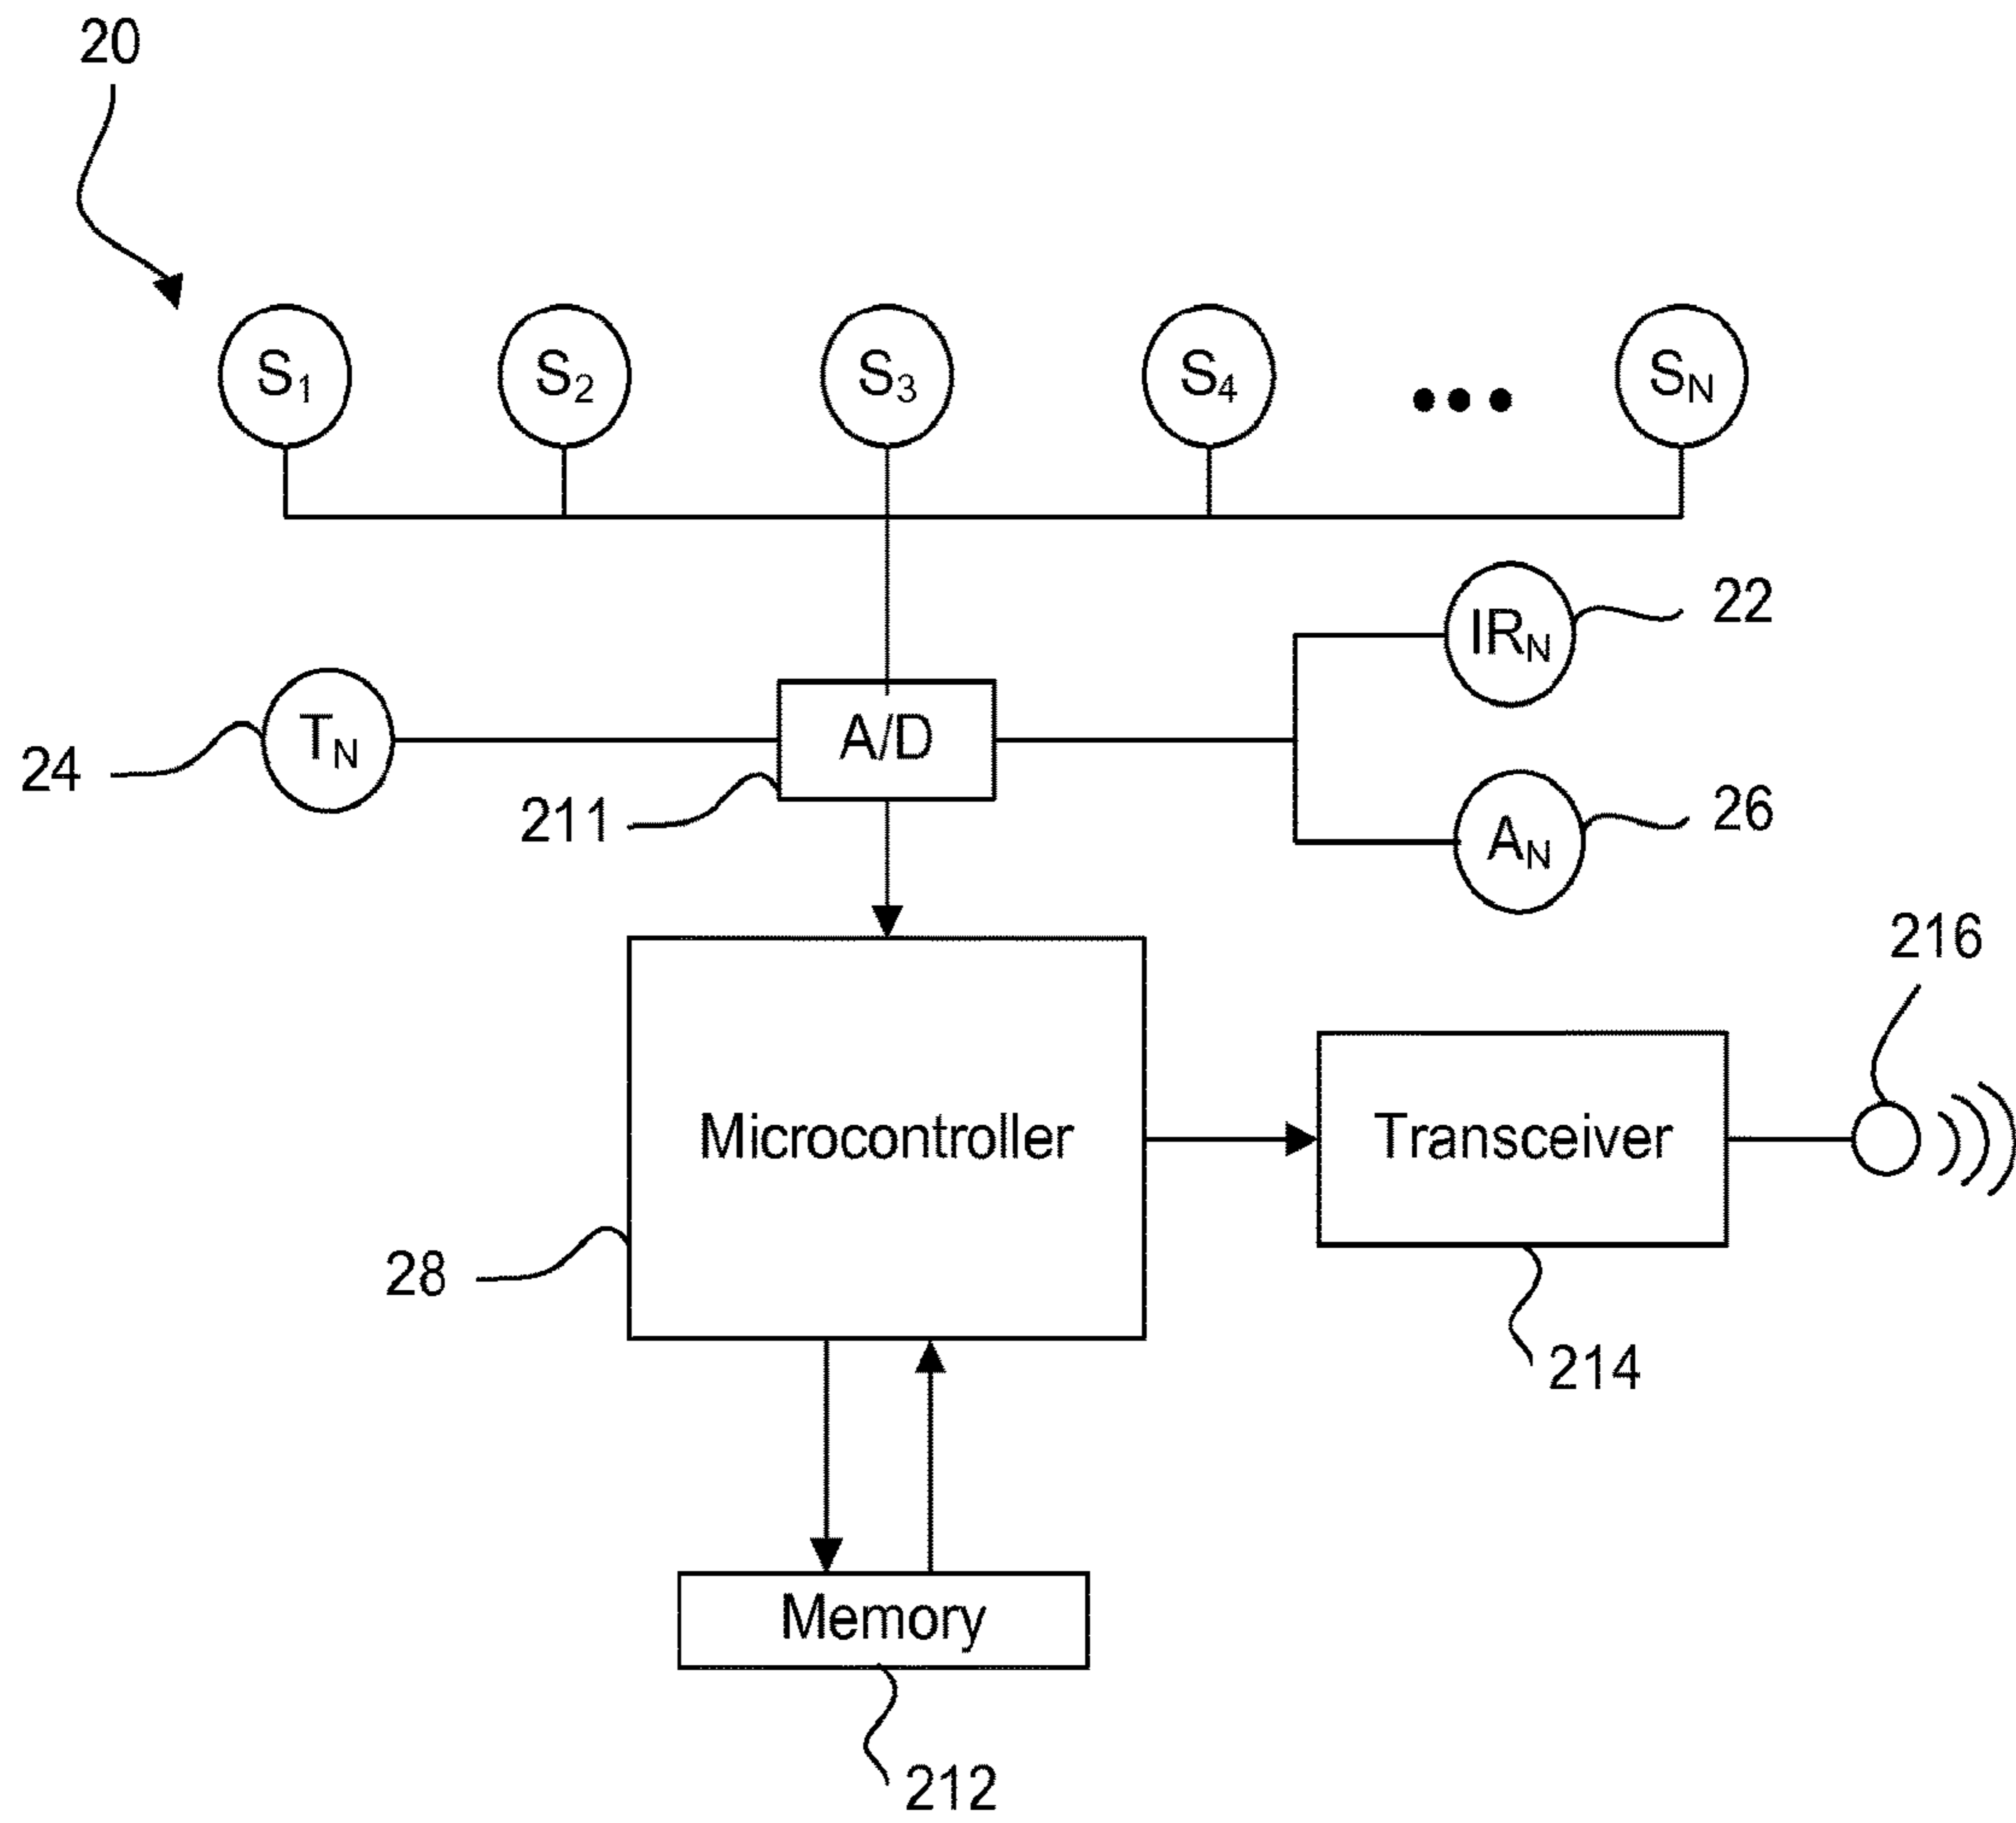 20
S1 S2 S3 S4 ••• SN
IRN 22
24 TN A/D
211
AN 26
216
Microcontroller Transceiver
28
214
Memory
212